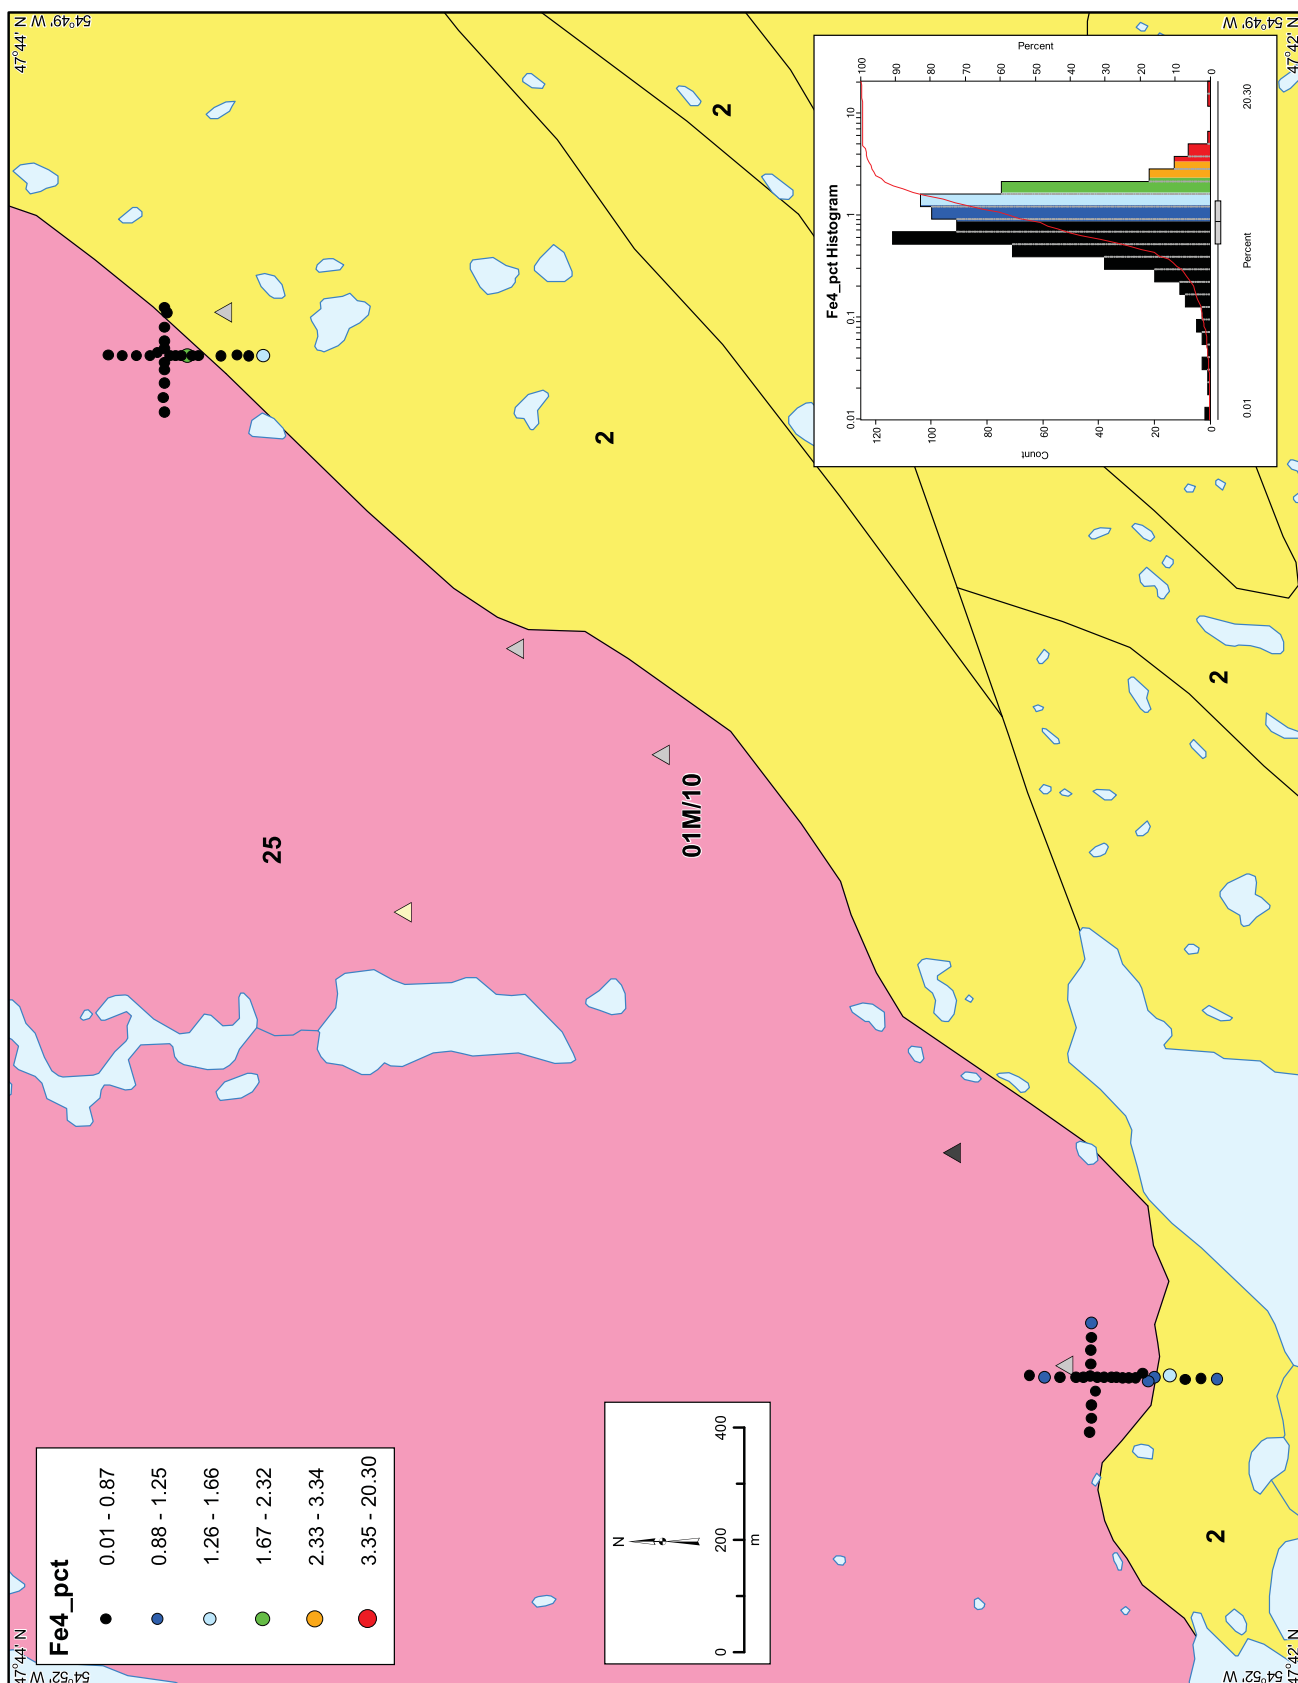 47°44' N
54°52' W
47°44' N
54°49' W
Fe4_pct
0.01 - 0.87
0.88 - 1.25
1.26 - 1.66
1.67 - 2.32
2.33 - 3.34
3.35 - 20.30
25
2
2
01M/10
N
0 200 400
m
2
2
Fe4_pct Histogram
0.01 0.1 1 10
Count
120
100
80
60
40
20
0
Percent
100
90
80
70
60
50
40
30
20
10
0
0.01 Percent 20.30
47°42' N
54°52' W
47°42' N
54°49' W